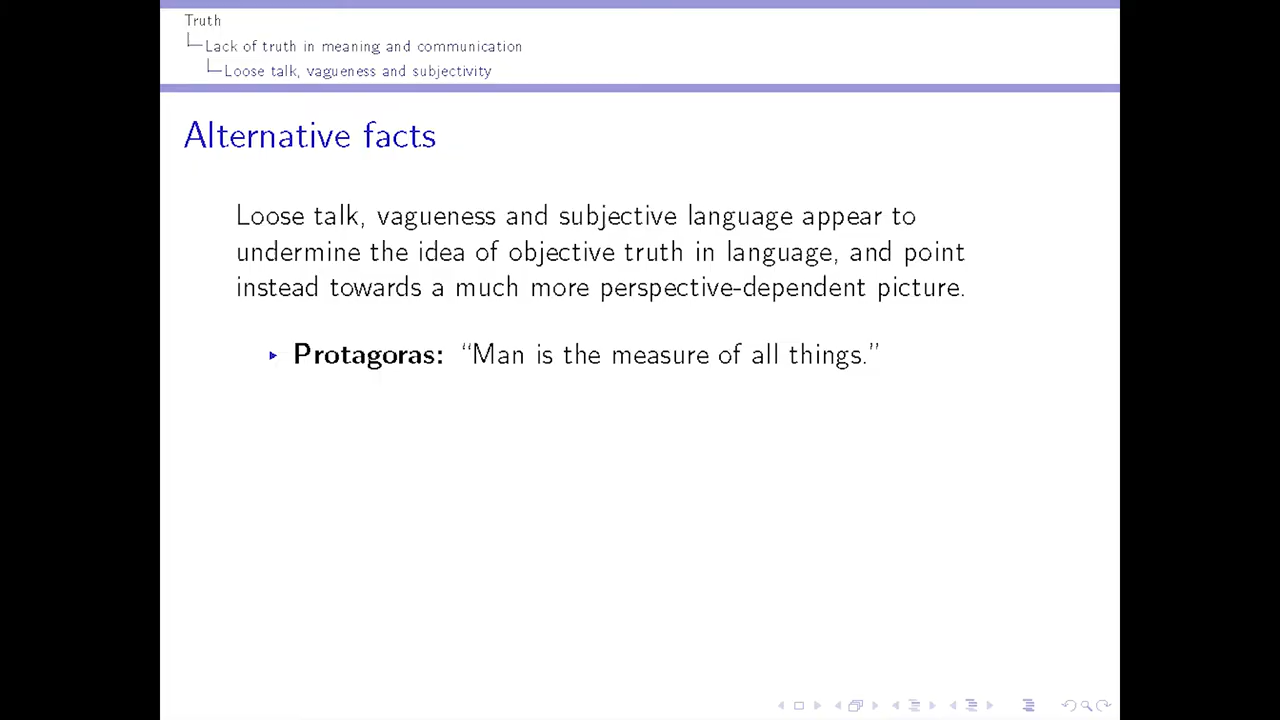 Truth
Lack of truth in meaning and communication
Loose talk, vagueness and subjectivity
Alternative facts
Loose talk, vagueness and subjective language appear to
undermine the idea of objective truth in language, and point
instead towards a much more perspective-dependent picture.
Protagoras: “Man is the measure of all things.”